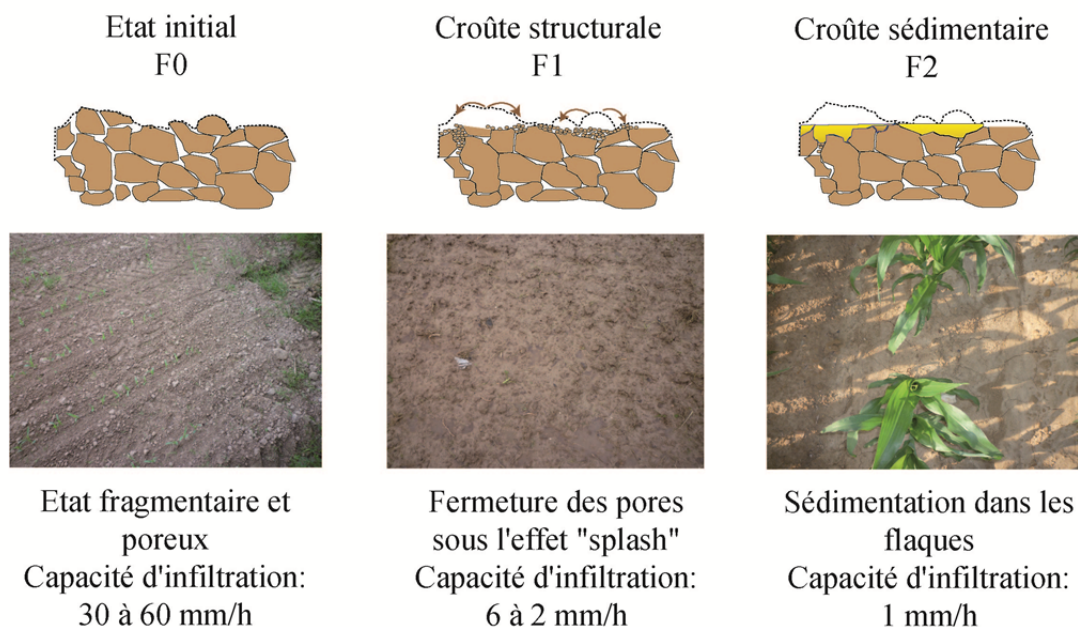 Etat initial
F0
Croûte structurale
F1
Croûte sédimentaire
F2
Etat fragmentaire et
poreux
Capacité d'infiltration:
30 à 60 mm/h
Fermeture des pores
sous l'effet "splash"
Capacité d'infiltration:
6 à 2 mm/h
Sédimentation dans les
flaques
Capacité d'infiltration:
1 mm/h